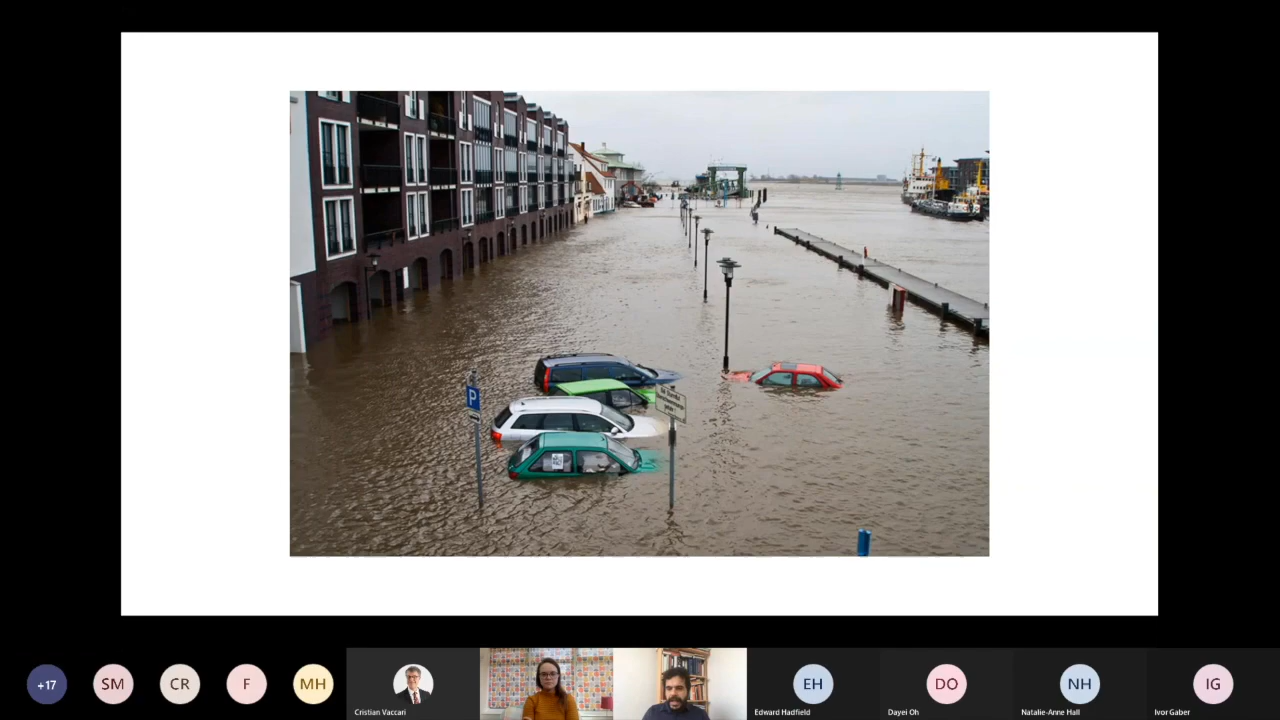 P
+17
SM
CR
F
MH
Cristian Vaccari
EH
Edward Hadfield
DO
Dayei Oh
NH
Natalie-Anne Hall
IG
Ivor Gaber